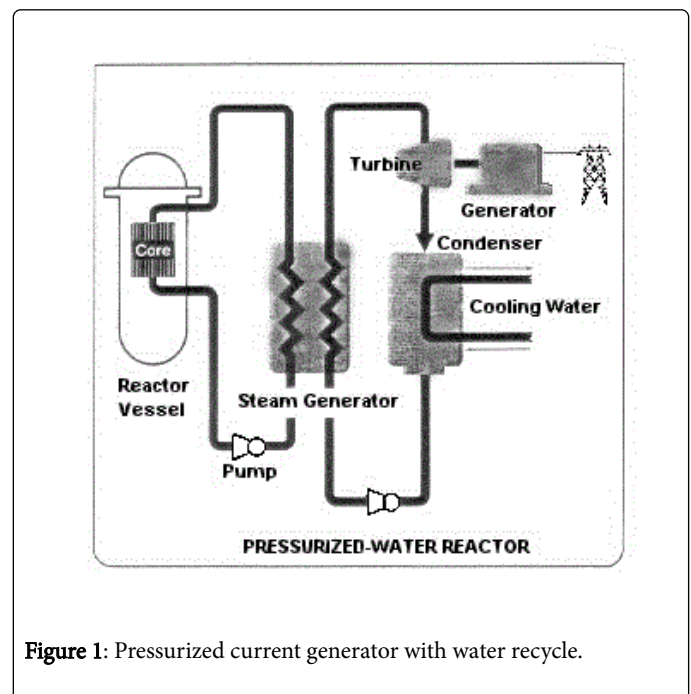 Turbine
Generator
Condenser
Core
Cooling Water
Reactor
Vessel
Steam Generator
Pump
PRESSURIZED-WATER REACTOR
Figure 1: Pressurized current generator with water recycle.